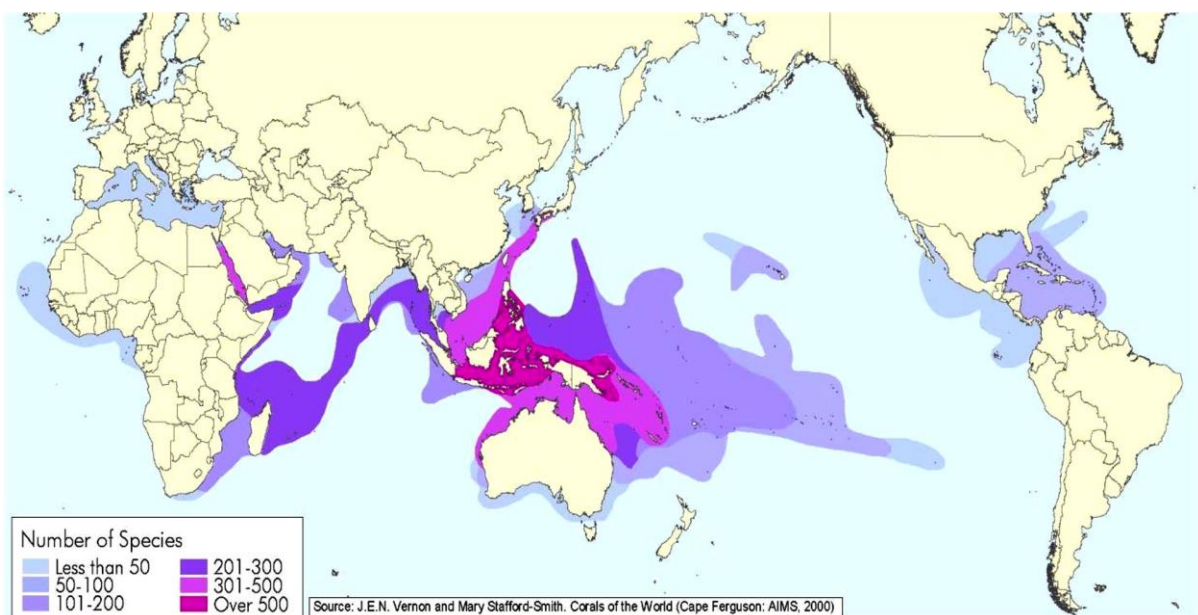 Number of Species
Less than 50
50-100
101-200
201-300
301-500
Over 500
Source: J.E.N. Vernon and Mary Stafford-Smith. Corals of the World (Cape Ferguson: AIMS, 2000)